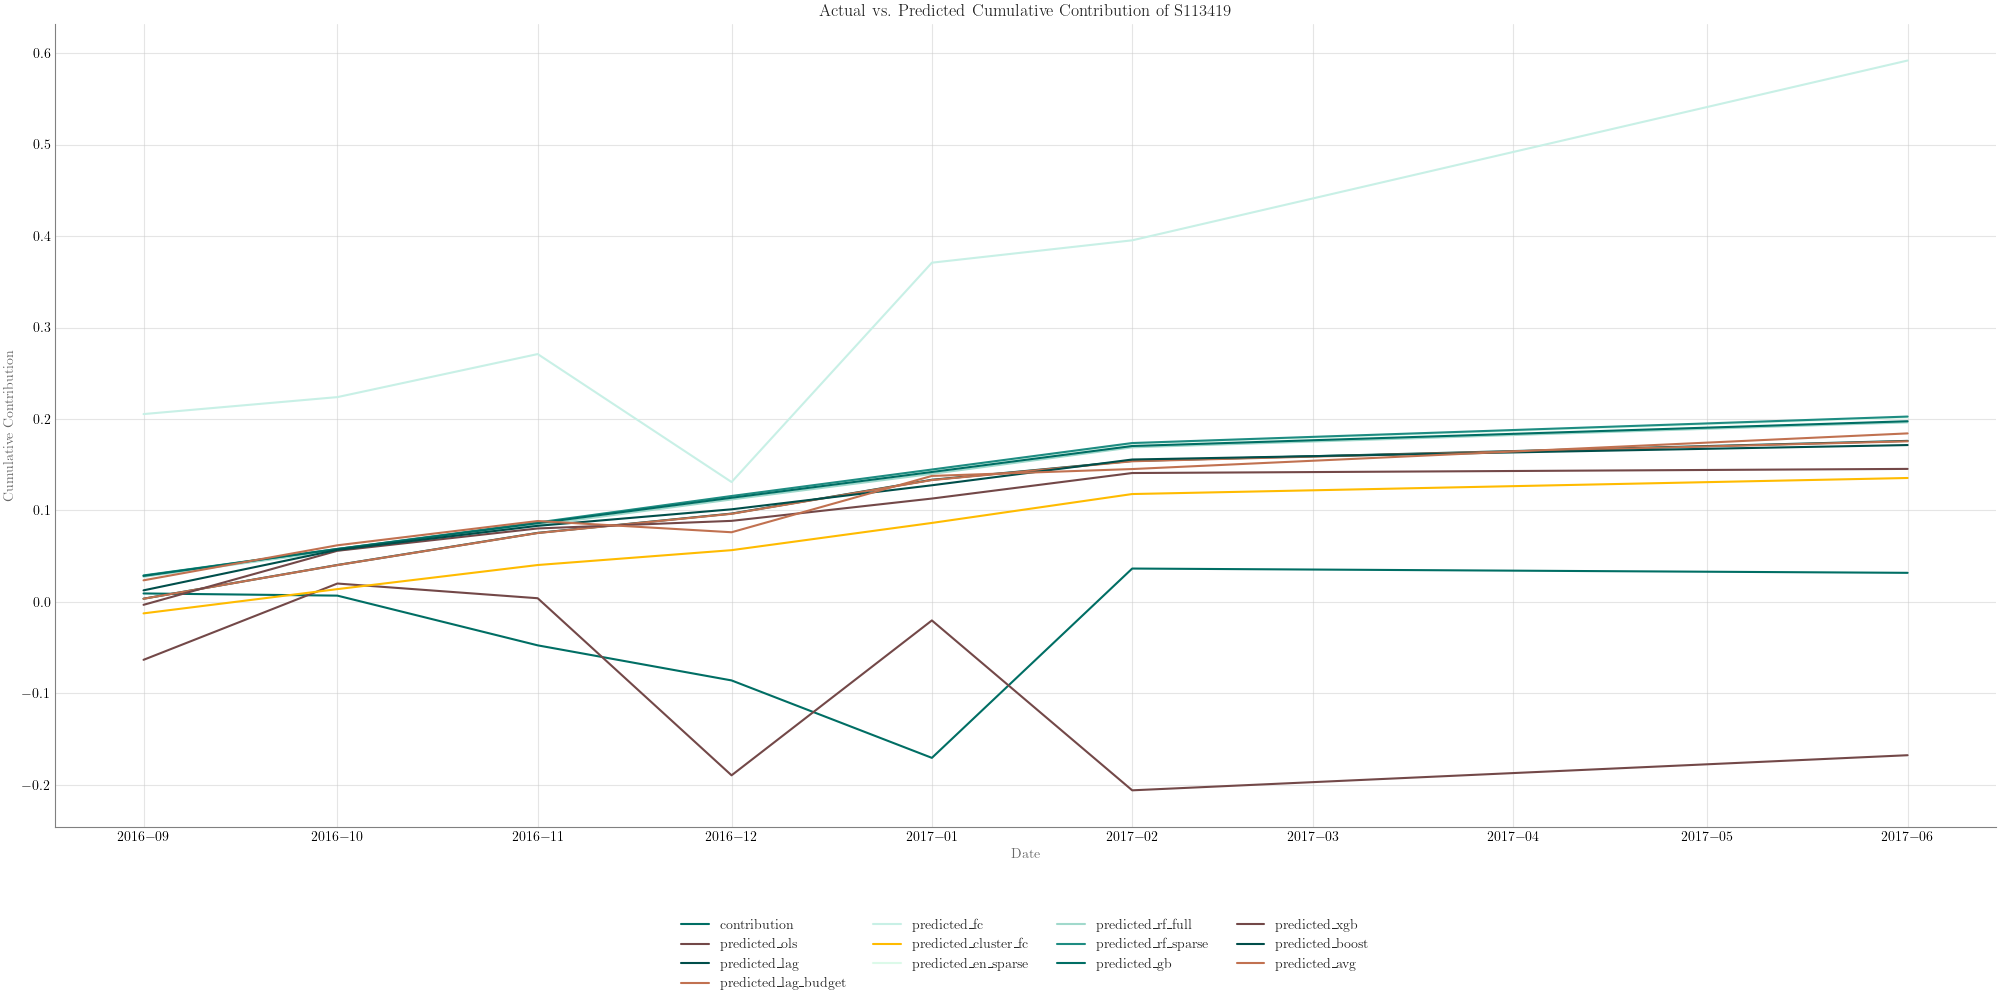 Actual vs. Predicted Cumulative Contribution of S113419
0.6
0.5
0.4
0.3
0.2
0.1
0.0
−0.1
−0.2
Cumulative Contribution
2016−09 2016−10 2016−11 2016−12 2017−01 2017−02 2017−03 2017−04 2017−05 2017−06
Date
contribution predicted_fc predicted_rf_full predicted_xgb
predicted_ols predicted_cluster_fc predicted_rf_sparse predicted_boost
predicted_lag predicted_en_sparse predicted_gb predicted_avg
predicted_lag_budget